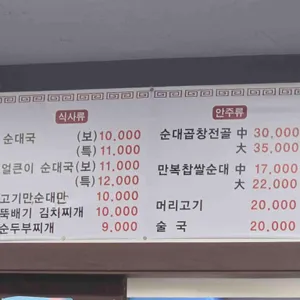 식사류
순대국 (보) 10.000
(특) 11.000
얼큰이 순대국 (보) 11.000
(특) 12.000
고기만순대만 10.000
뚝배기 김치찌개 10.000
순두부찌개 9.000
안주류
순대곱창전골 中 30.000
大 35.000
만복찹쌀순대 中 17.000
大 22.000
머리고기 20.000
술 국 20.000